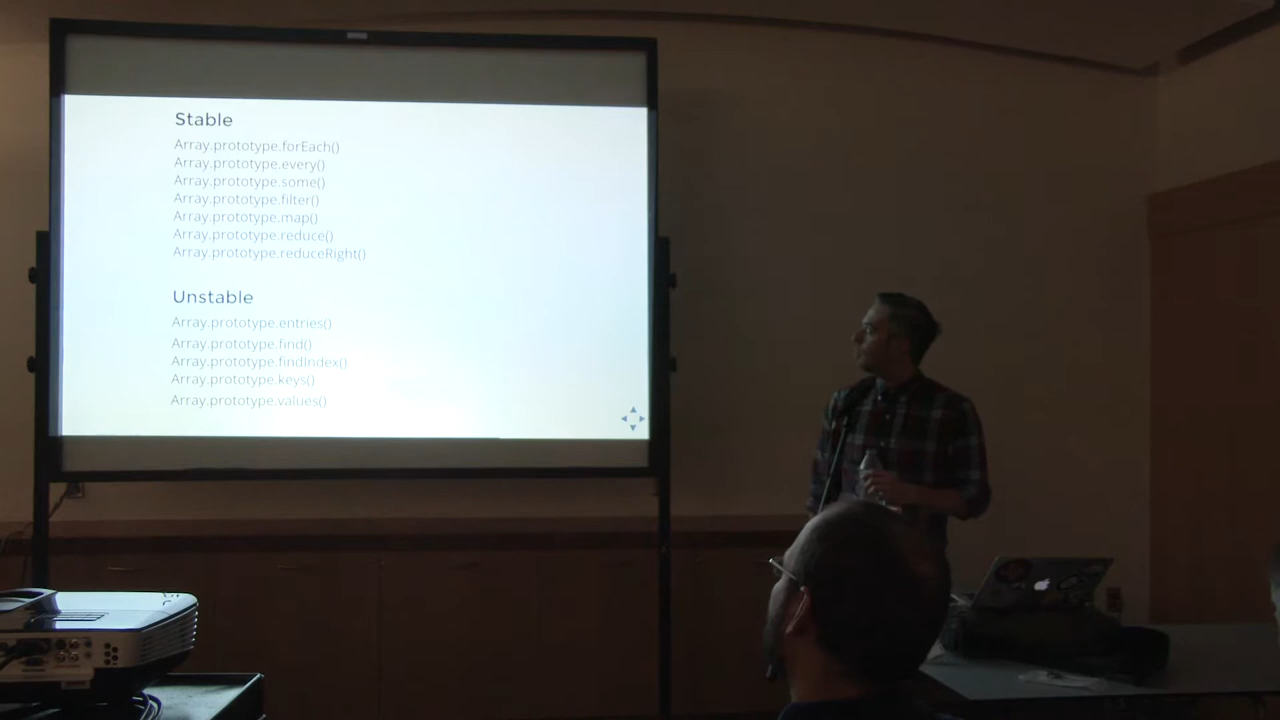 Stable
Array.prototype.forEach()
Array.prototype.every()
Array.prototype.some()
Array.prototype.filter()
Array.prototype.map()
Array.prototype.reduce()
Array.prototype.reduceRight()
Unstable
Array.prototype.entries()
Array.prototype.find()
Array.prototype.findIndex()
Array.prototype.keys()
Array.prototype.values()